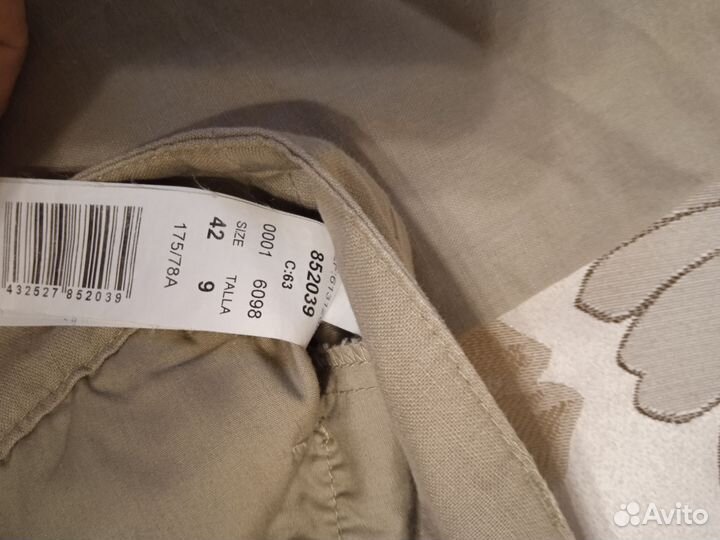 852039
C:63
0001 6098
SIZE TALLA
42 9
175/78A
432527 852039
Avito